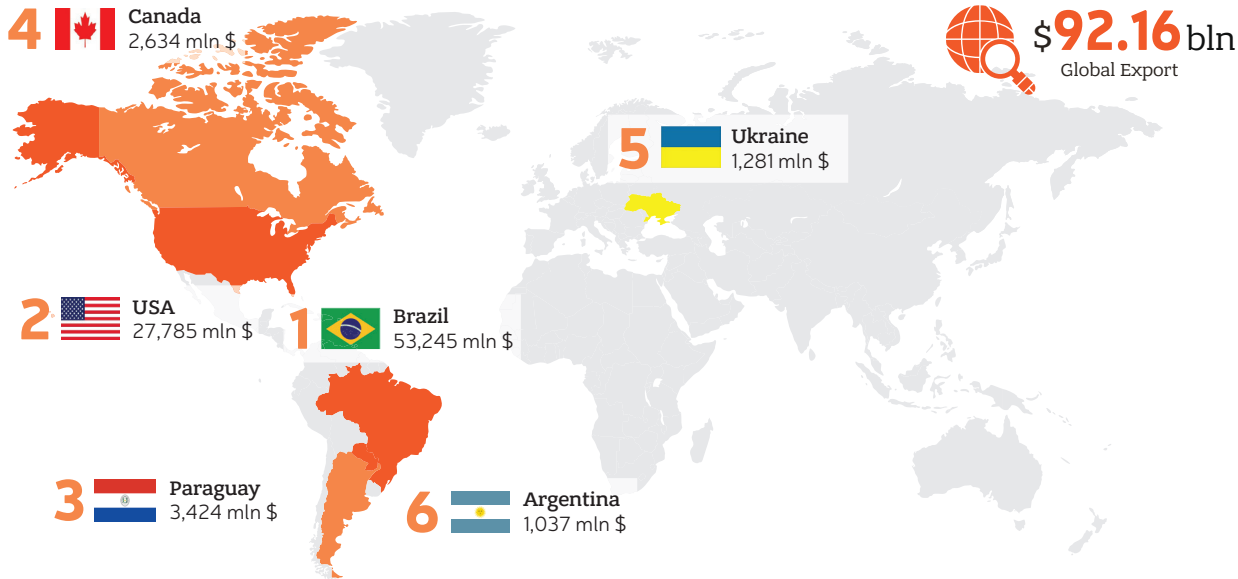 4
Canada
2,634 mln $
$92.16 bln
Global Export
5
Ukraine
1,281 mln $
2
USA
27,785 mln $
1
Brazil
53,245 mln $
3
Paraguay
3,424 mln $
6
Argentina
1,037 mln $